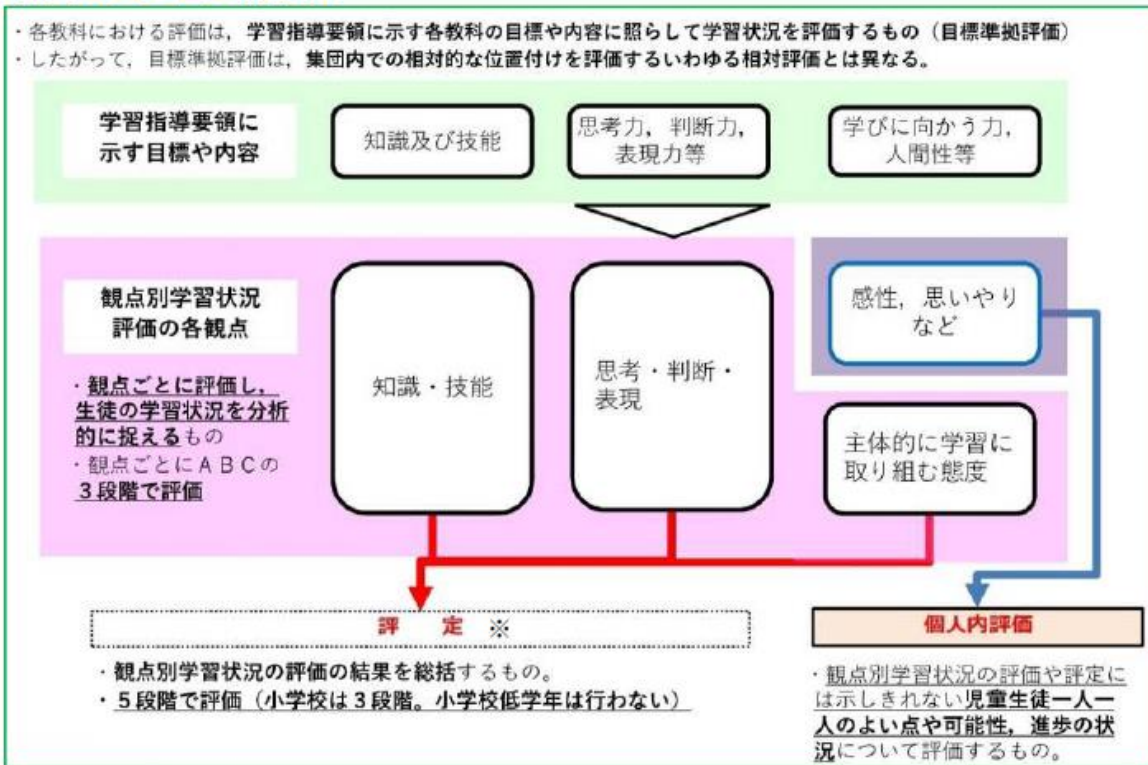 ・各教科における評価は，学習指導要領に示す各教科の目標や内容に照らして学習状況を評価するもの（目標準拠評価）
・したがって，目標準拠評価は，集団内での相対的な位置付けを評価するいわゆる相対評価とは異なる。
学習指導要領に
示す目標や内容
知識及び技能
思考力，判断力，
表現力等
学びに向かう力，
人間性等
観点別学習状況
評価の各観点
・観点ごとに評価し，
生徒の学習状況を分析
的に捉えるもの
・観点ごとにＡＢＣの
３段階で評価
知識・技能
思考・判断・
表現
感性，思いやり
など
主体的に学習に
取り組む態度
評　定　※
・観点別学習状況の評価の結果を総括するもの。
・５段階で評価（小学校は３段階。小学校低学年は行わない）
個人内評価
・観点別学習状況の評価や評定に
は示しきれない児童生徒一人一
人のよい点や可能性，進歩の状
況について評価するもの。